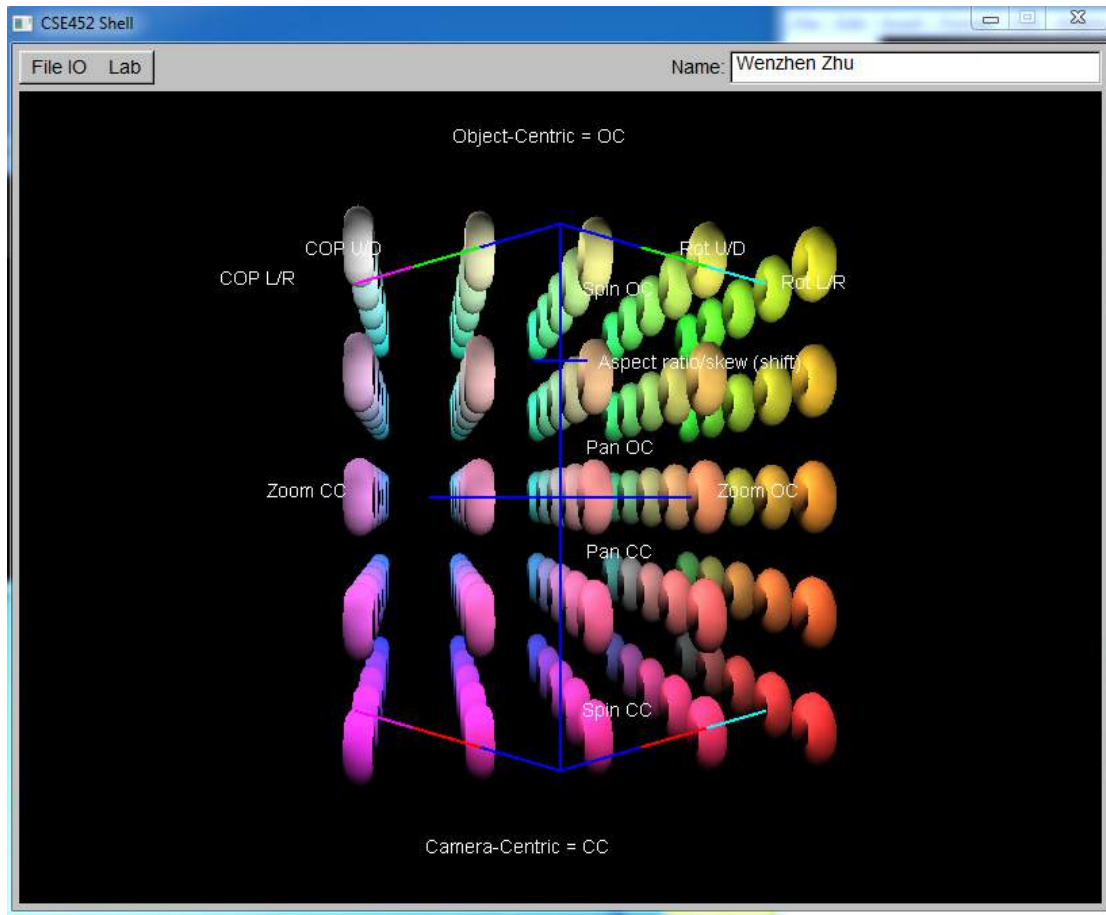 CSE452 Shell
File IO Lab
Name: Wenzhen Zhu
Object-Centric = OC
COP U/D
Rot U/D
COP L/R
Rot L/R
Spin OC
Aspect ratio/skew (shift)
Pan OC
Zoom CC
Zoom OC
Pan CC
Spin CC
Camera-Centric = CC